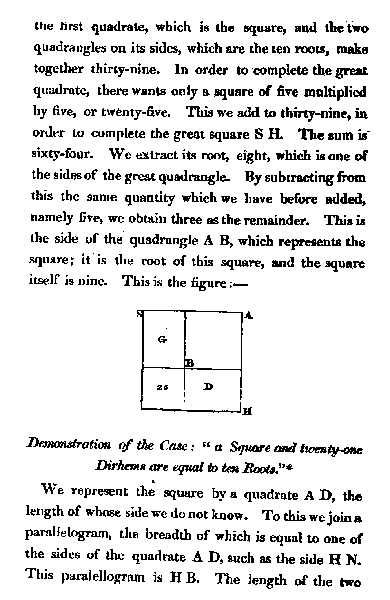 the first quadrate, which is the square, and the two
quadrangles on its sides, which are the ten roots, make
together thirty-nine. In order to complete the great
quadrate, there wants only a square of five multiplied
by five, or twenty-five. This we add to thirty-nine, in
order to complete the great square S H. The sum is
sixty-four. We extract its root, eight, which is one of
the sides of the great quadrangle. By subtracting from
this the same quantity which we have before added,
namely five, we obtain three as the remainder. This is
the side of the quadrangle A B, which represents the
square; it is the root of this square, and the square
itself is nine. This is the figure :—
S A
G
B
25 D
H
Demonstration of the Case: “ a Square and twenty-one
Dirhems are equal to ten Roots.”*
We represent the square by a quadrate A D, the
length of whose side we do not know. To this we join a
parallelogram, the breadth of which is equal to one of
the sides of the quadrate A D, such as the side H N.
This paralellogram is H B. The length of the two